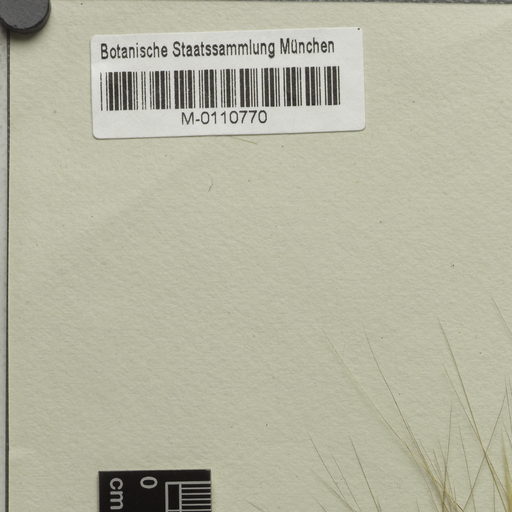 Botanische Staatssammlung München
M-0110770
0
cm